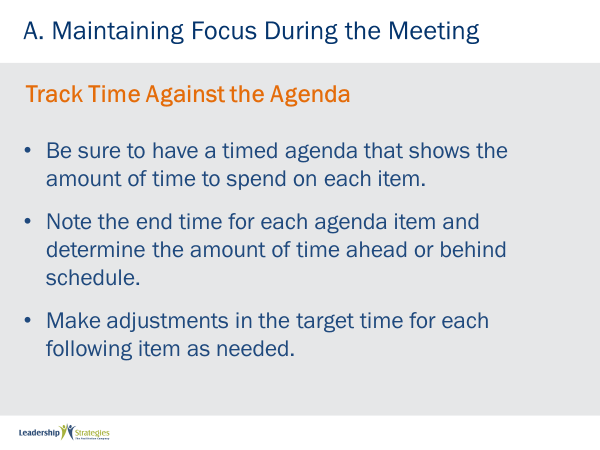 A. Maintaining Focus During the Meeting
Track Time Against the Agenda
• Be sure to have a timed agenda that shows the
amount of time to spend on each item.
• Note the end time for each agenda item and
determine the amount of time ahead or behind
schedule.
• Make adjustments in the target time for each
following item as needed.
Leadership Strategies
The Facilitation Company